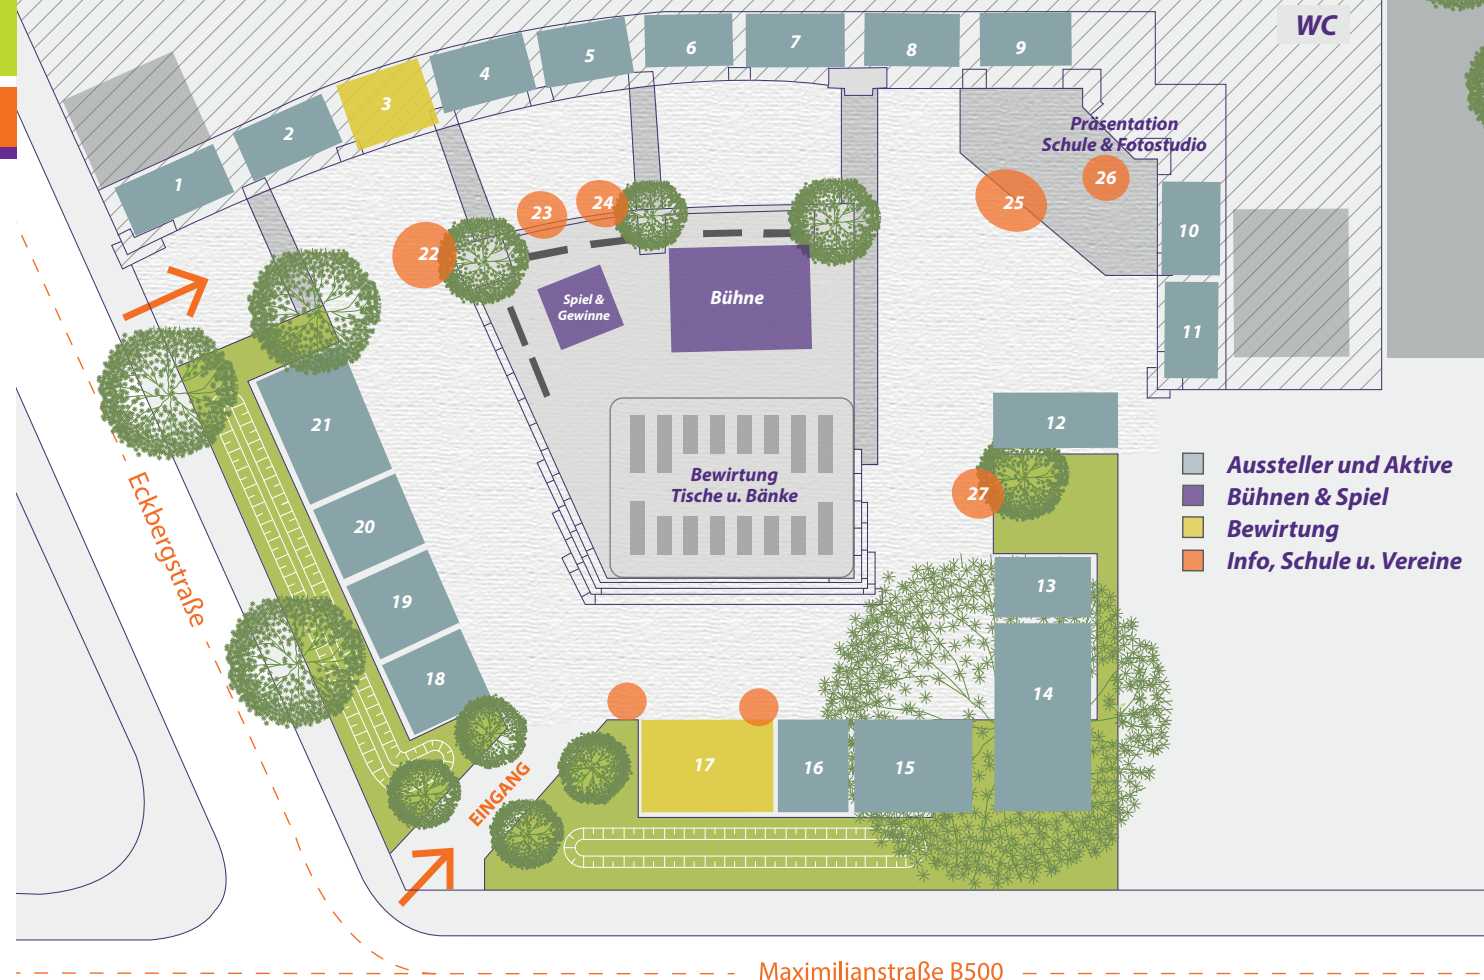 WC
1
2
3
4
5
6
7
8
9
Präsentation
Schule & Fotostudio
22
23
24
25
26
10
11
Spiel &
Gewinne
Bühne
12
21
20
19
18
Bewirtung
Tische u. Bänke
27
13
14
17
16
15
Aussteller und Aktive
Bühnen & Spiel
Bewirtung
Info, Schule u. Vereine
Eckbergstraße
EINGANG
Maximilianstraße B500